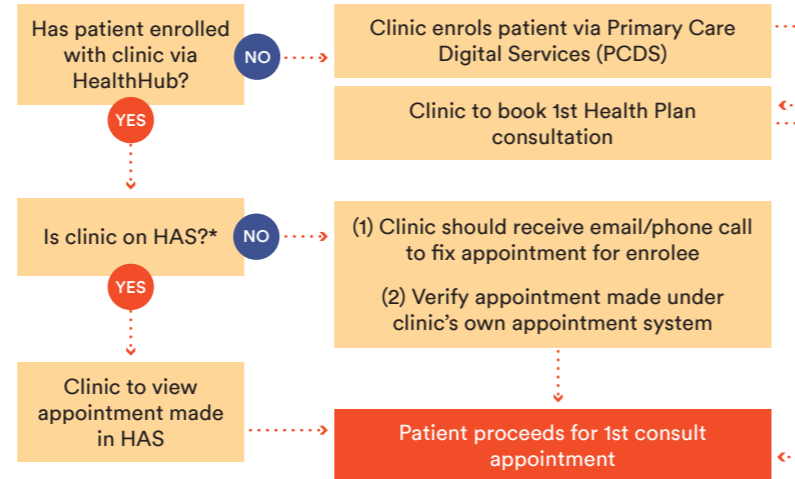 Has patient enrolled
with clinic via
HealthHub?
NO
Clinic enrols patient via Primary Care
Digital Services (PCDS)
YES
Clinic to book 1st Health Plan
consultation
Is clinic on HAS?*
NO
(1) Clinic should receive email/phone call
to fix appointment for enrolee
(2) Verify appointment made under
clinic's own appointment system
YES
Clinic to view
appointment made
in HAS
Patient proceeds for 1st consult
appointment